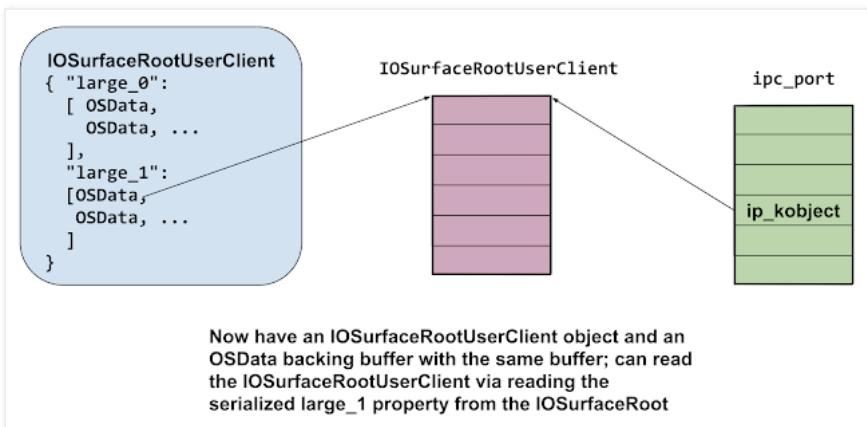 IOSurfaceRootUserClient
{ "large_0":
[ OSData,
OSData, ...
],
"large_1":
[OSData,
OSData, ...
]
}
IOSurfaceRootUserClient
ipc_port
ip_kobject
Now have an IOSurfaceRootUserClient object and an
OSData backing buffer with the same buffer; can read
the IOSurfaceRootUserClient via reading the
serialized large_1 property from the IOSurfaceRoot